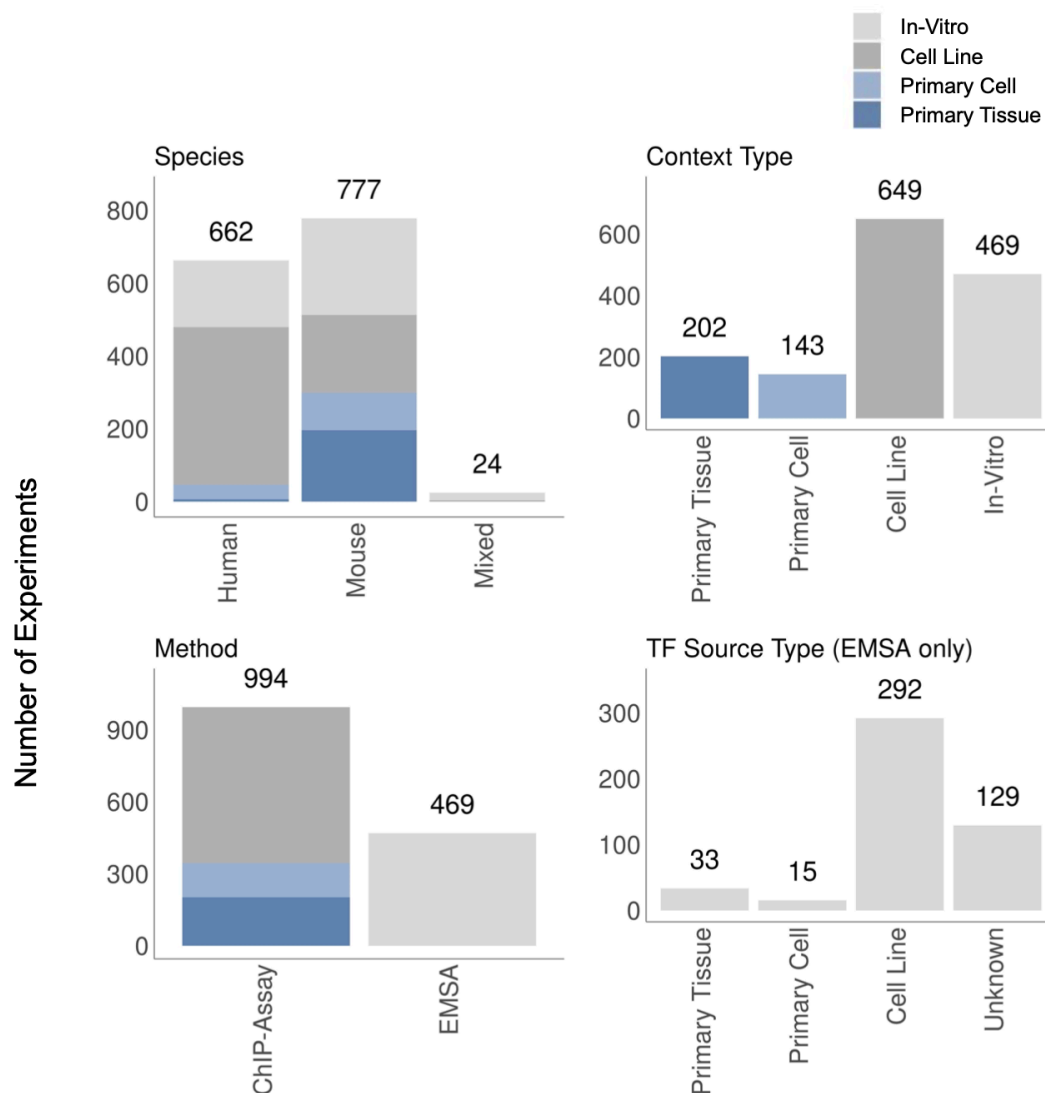 In-Vitro
Cell Line
Primary Cell
Primary Tissue
Number of Experiments
Species
800
600
400
200
0
662
777
24
Human
Mouse
Mixed
Context Type
600
400
200
0
202
143
649
469
Primary Tissue
Primary Cell
Cell Line
In-Vitro
Method
900
600
300
0
994
469
ChIP-Assay
EMSA
TF Source Type (EMSA only)
300
200
100
0
33
15
292
129
Primary Tissue
Primary Cell
Cell Line
Unknown